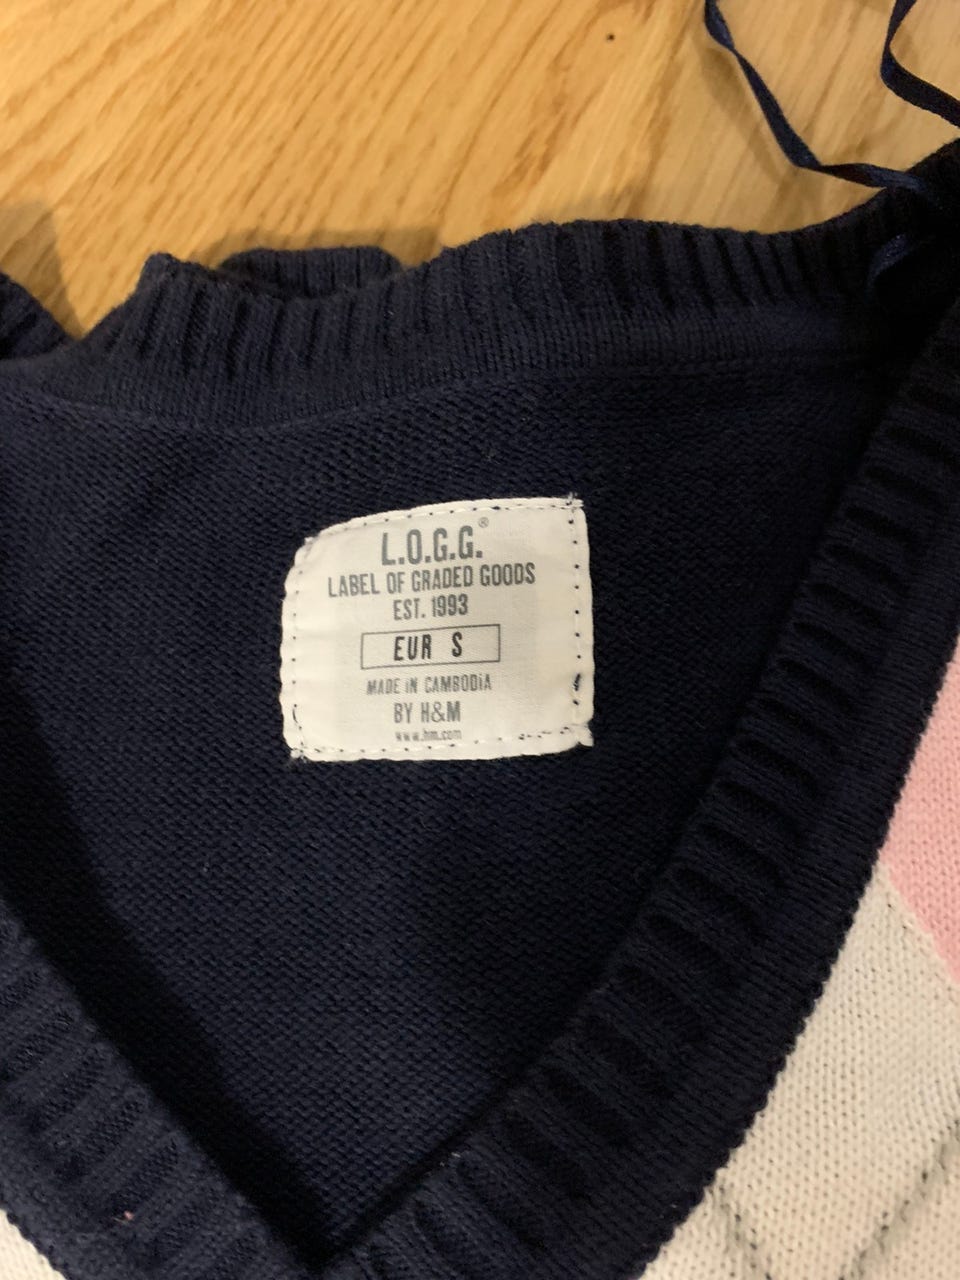 L.O.G.G.®
LABEL OF GRADED GOODS
EST. 1993
EUR S
MADE IN CAMBODIA
BY H&M
www.hm.com